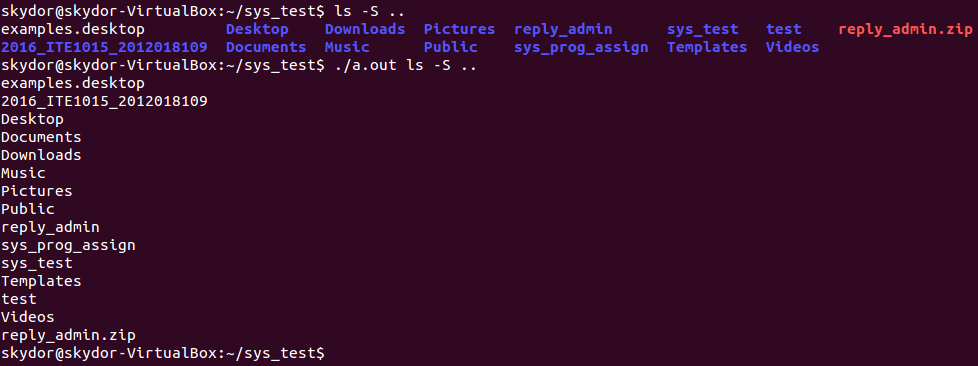 skydor@skydor-VirtualBox:~/sys_test$ ls -S ..
examples.desktop Desktop Downloads Pictures reply_admin sys_test test reply_admin.zip
2016_ITE1015_2012018109 Documents Music Public sys_prog_assign Templates Videos
skydor@skydor-VirtualBox:~/sys_test$ ./a.out ls -S ..
examples.desktop
2016_ITE1015_2012018109
Desktop
Documents
Downloads
Music
Pictures
Public
reply_admin
sys_prog_assign
sys_test
Templates
test
Videos
reply_admin.zip
skydor@skydor-VirtualBox:~/sys_test$